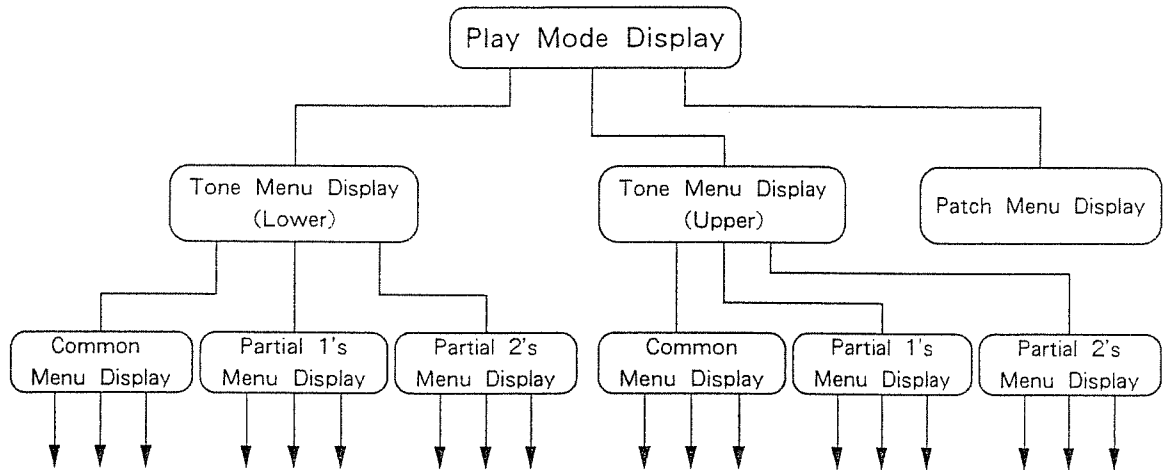 Play Mode Display
Tone Menu Display
(Lower)
Tone Menu Display
(Upper)
Patch Menu Display
Common
Menu Display
Partial 1's
Menu Display
Partial 2's
Menu Display
Common
Menu Display
Partial 1's
Menu Display
Partial 2's
Menu Display